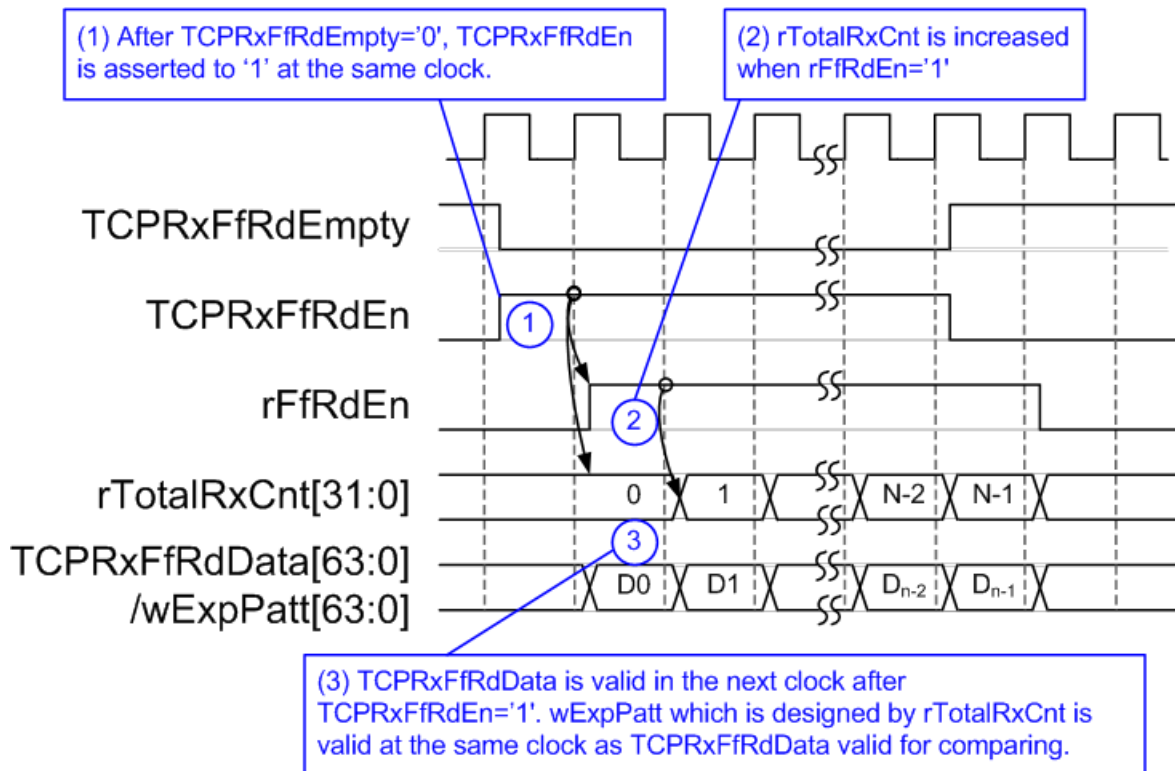 (1) After TCPRxFfRdEmpty='0', TCPRxFfRdEn
is asserted to ‘1’ at the same clock.
(2) rTotalRxCnt is increased
when rFfRdEn=’1'
TCPRxFfRdEmpty
TCPRxFfRdEn
1
rFfRdEn
2
rTotalRxCnt[31:0]
0 1 N-2 N-1
3
TCPRxFfRdData[63:0]
/wExpPatt[63:0]
D0 D1 Dn-2 Dn-1
(3) TCPRxFfRdData is valid in the next clock after
TCPRxFfRdEn=‘1'. wExpPatt which is designed by rTotalRxCnt is
valid at the same clock as TCPRxFfRdData valid for comparing.